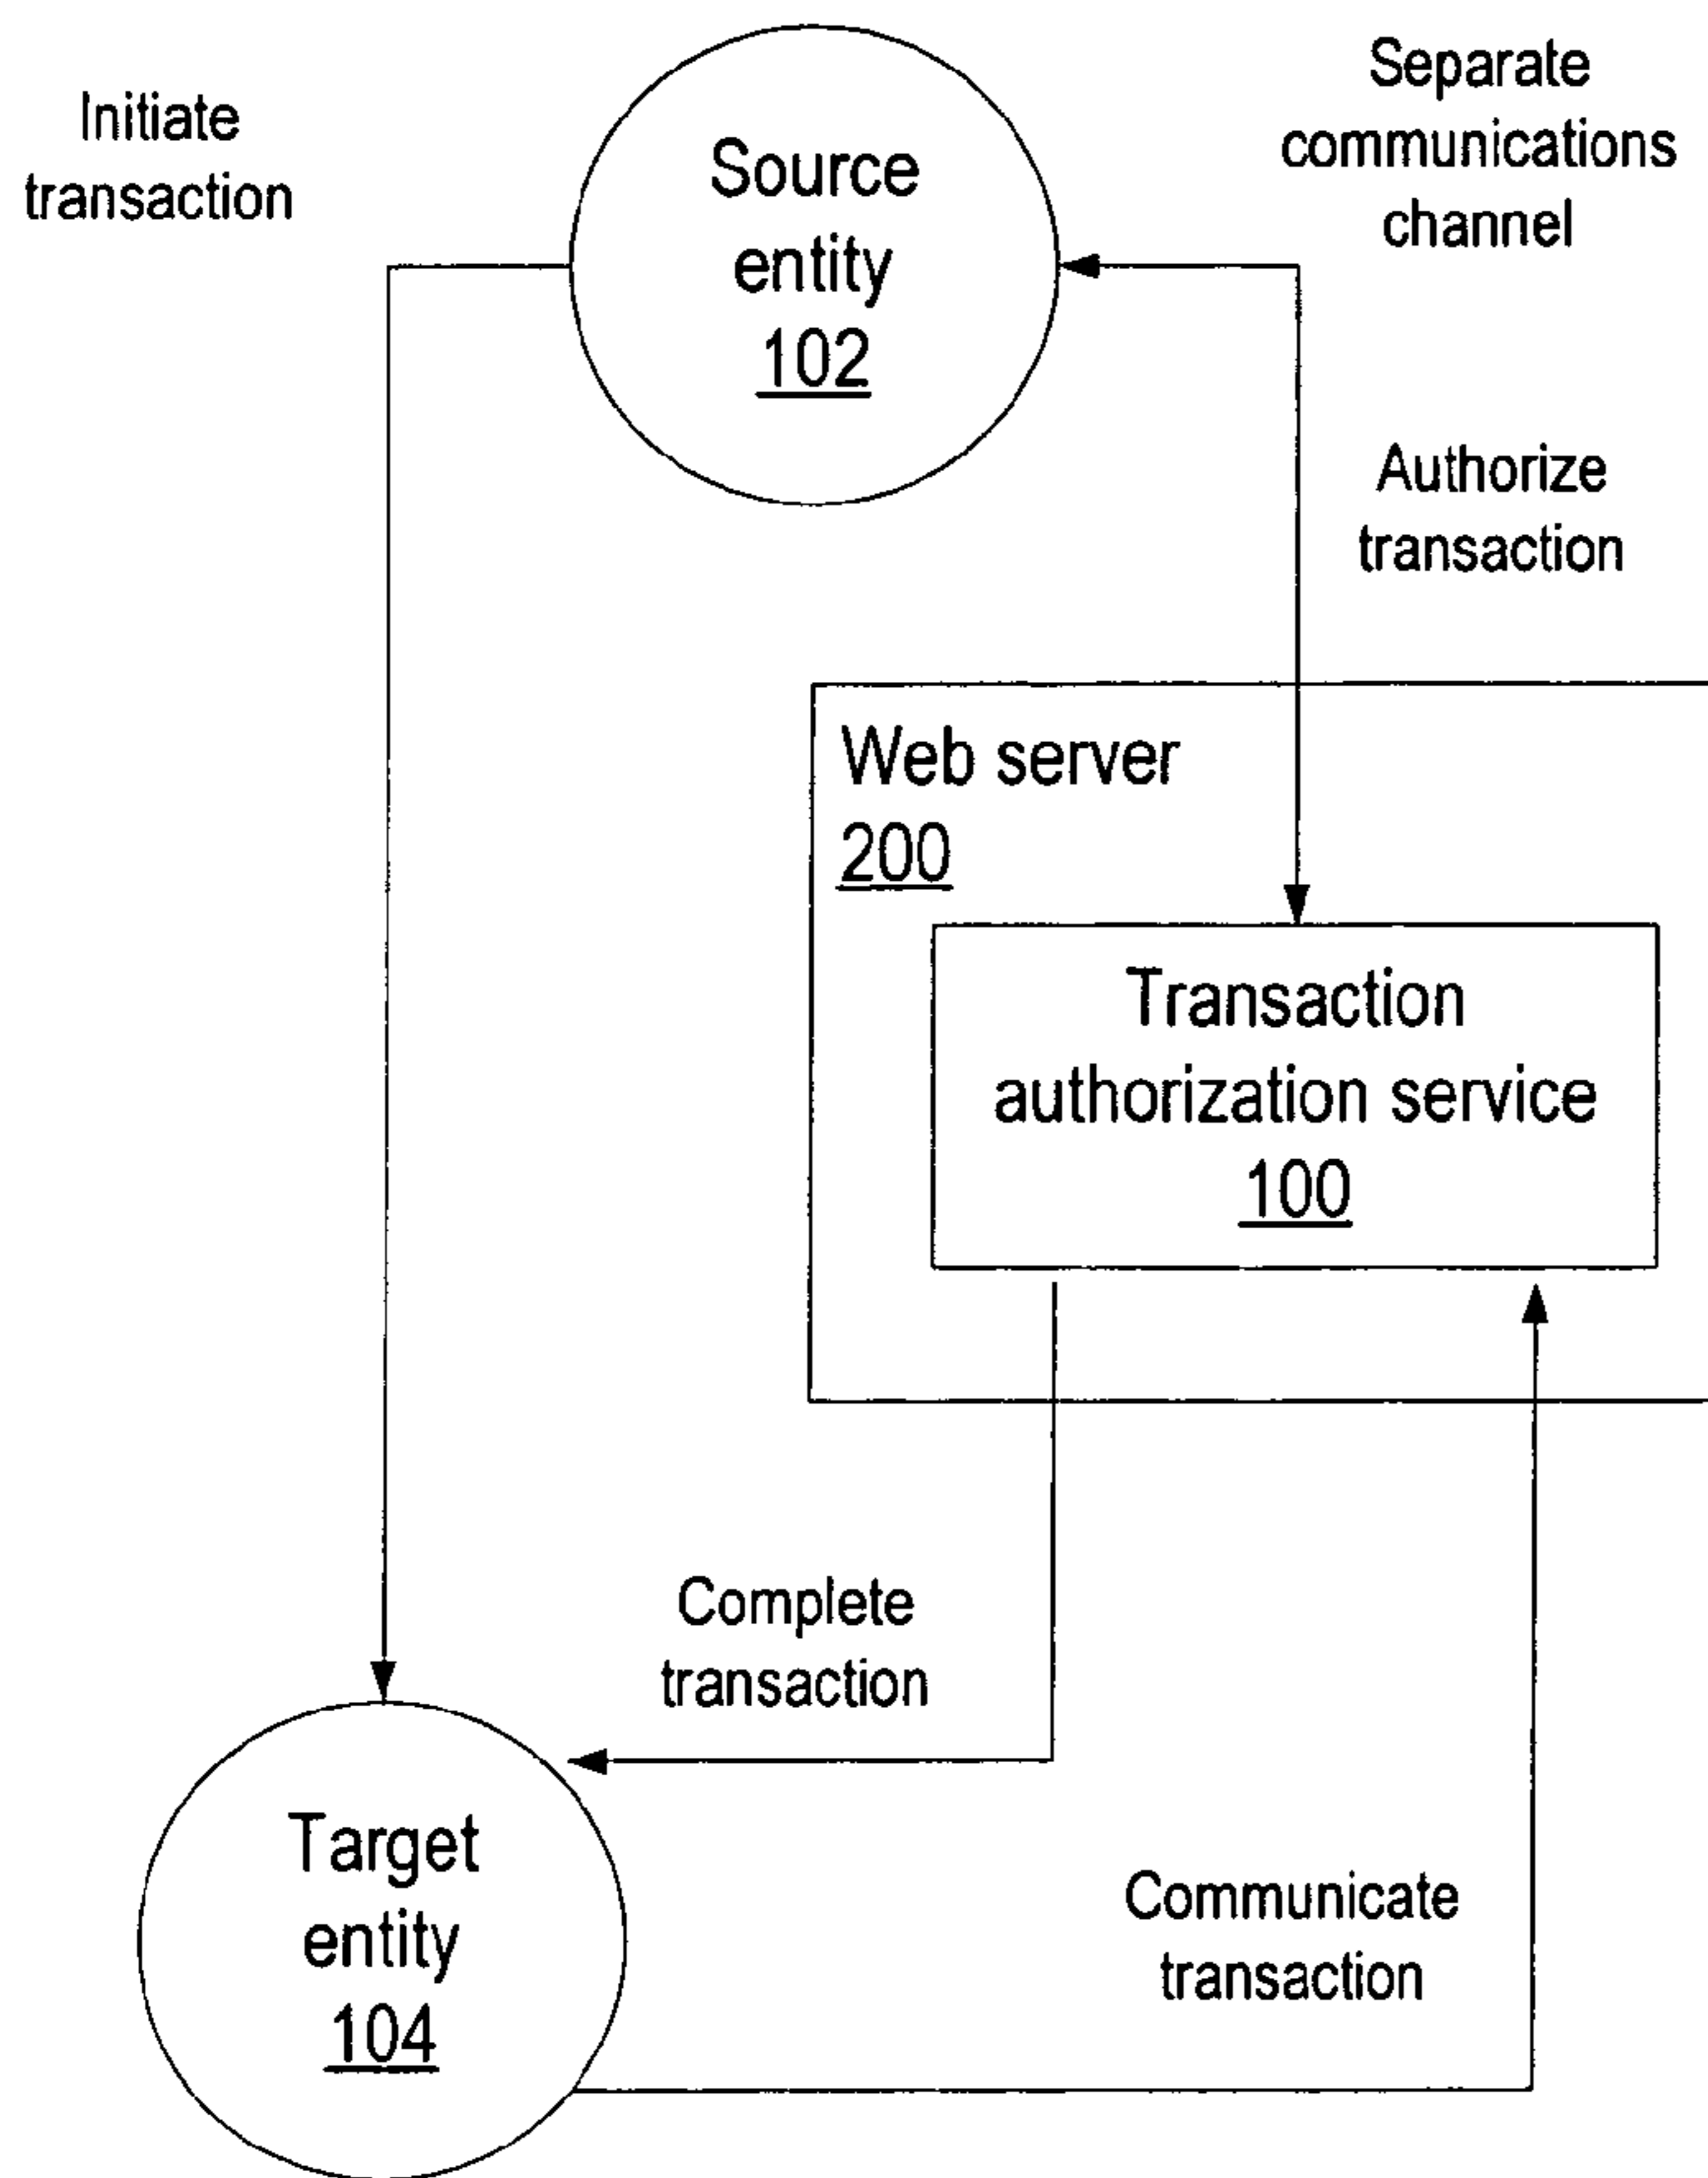 Initiate
transaction
Source
entity
102
Separate
communications
channel
Authorize
transaction
Web server
200
Transaction
authorization service
100
Complete
transaction
Target
entity
104
Communicate
transaction